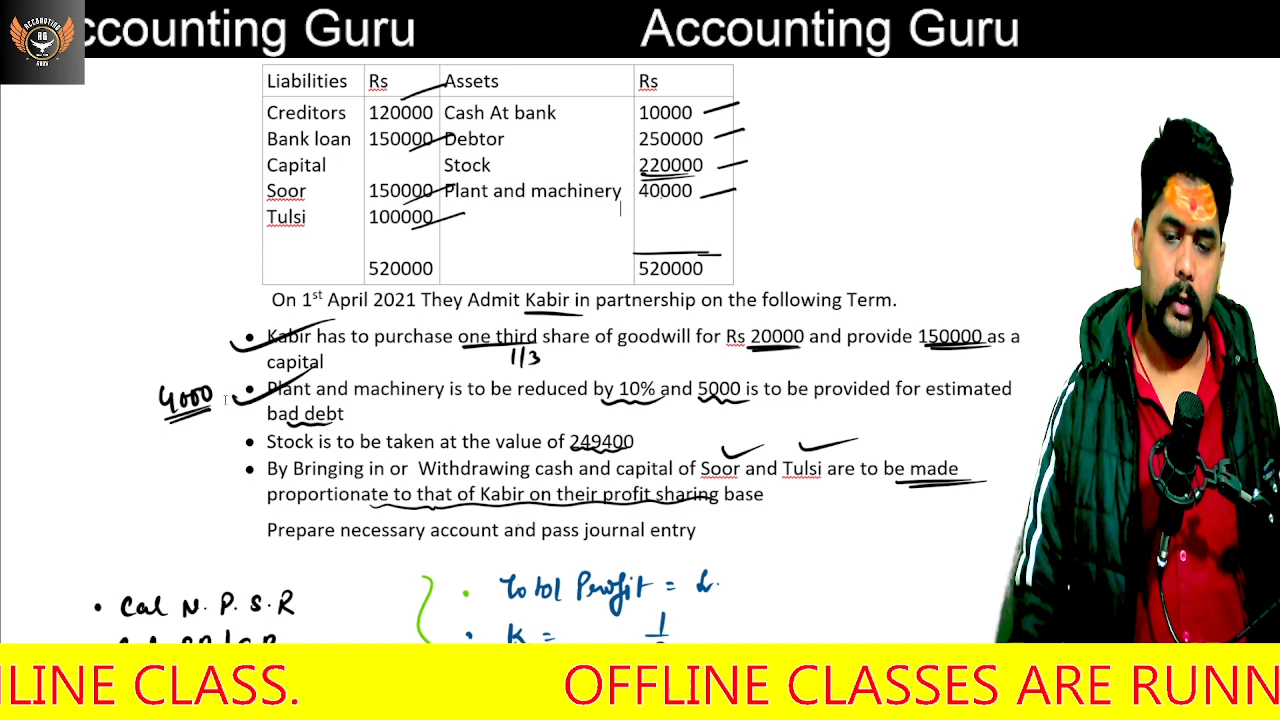 ccounting Guru Accounting Guru
ACCOUNTING
AG
GURU
Liabilities Rs Assets Rs
Creditors 120000 Cash At bank 10000
Bank loan 150000 Debtor 250000
Capital Stock 220000
Soor 150000 Plant and machinery 40000
Tulsi 100000
520000 520000
On 1st April 2021 They Admit Kabir in partnership on the following Term.
• Kabir has to purchase one third share of goodwill for Rs 20000 and provide 150000 as a
capital
1/3
• Plant and machinery is to be reduced by 10% and 5000 is to be provided for estimated
4000
bad debt
• Stock is to be taken at the value of 249400
• By Bringing in or Withdrawing cash and capital of Soor and Tulsi are to be made
proportionate to that of Kabir on their profit sharing base
Prepare necessary account and pass journal entry
• Total Profit =
• Cal N. P. S. R
• K = 1
NLINE CLASS. OFFLINE CLASSES ARE RUNN